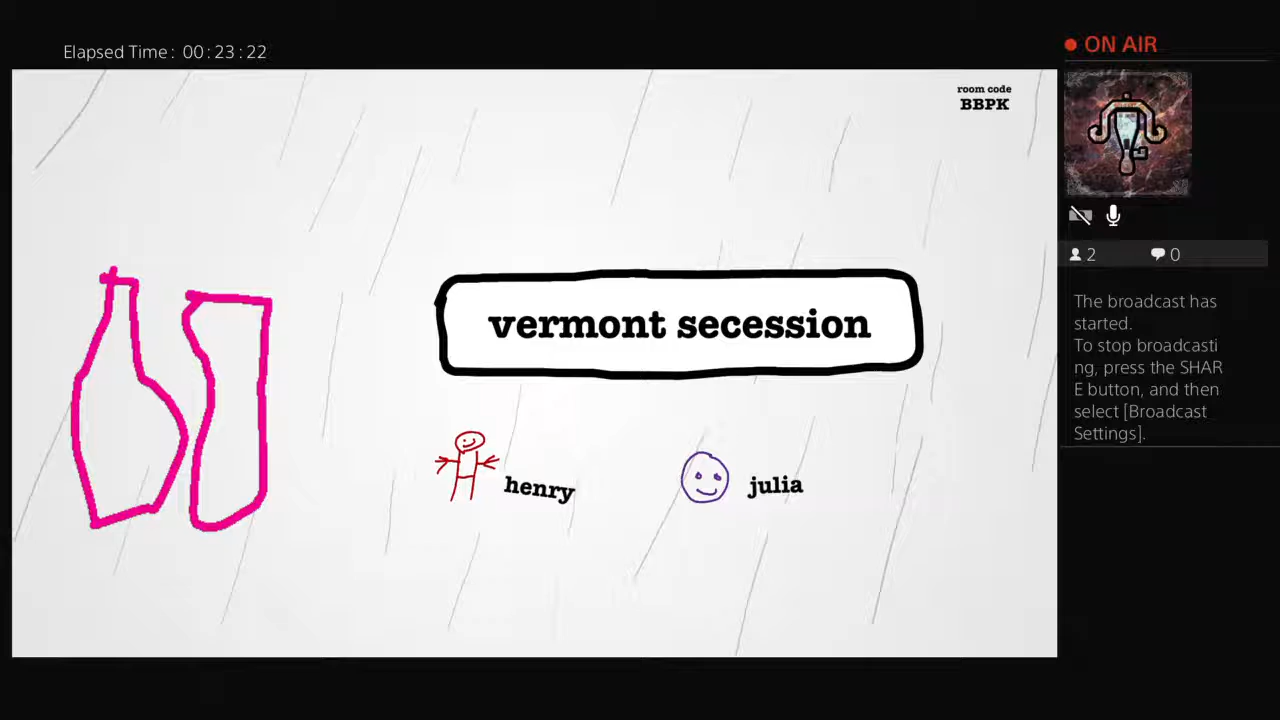 Elapsed Time: 00:23:22
ON AIR
room code
BBPK
2
0
The broadcast has
started.
To stop broadcasti
ng, press the SHAR
E button, and then
select [Broadcast
Settings].
vermont secession
henry
julia